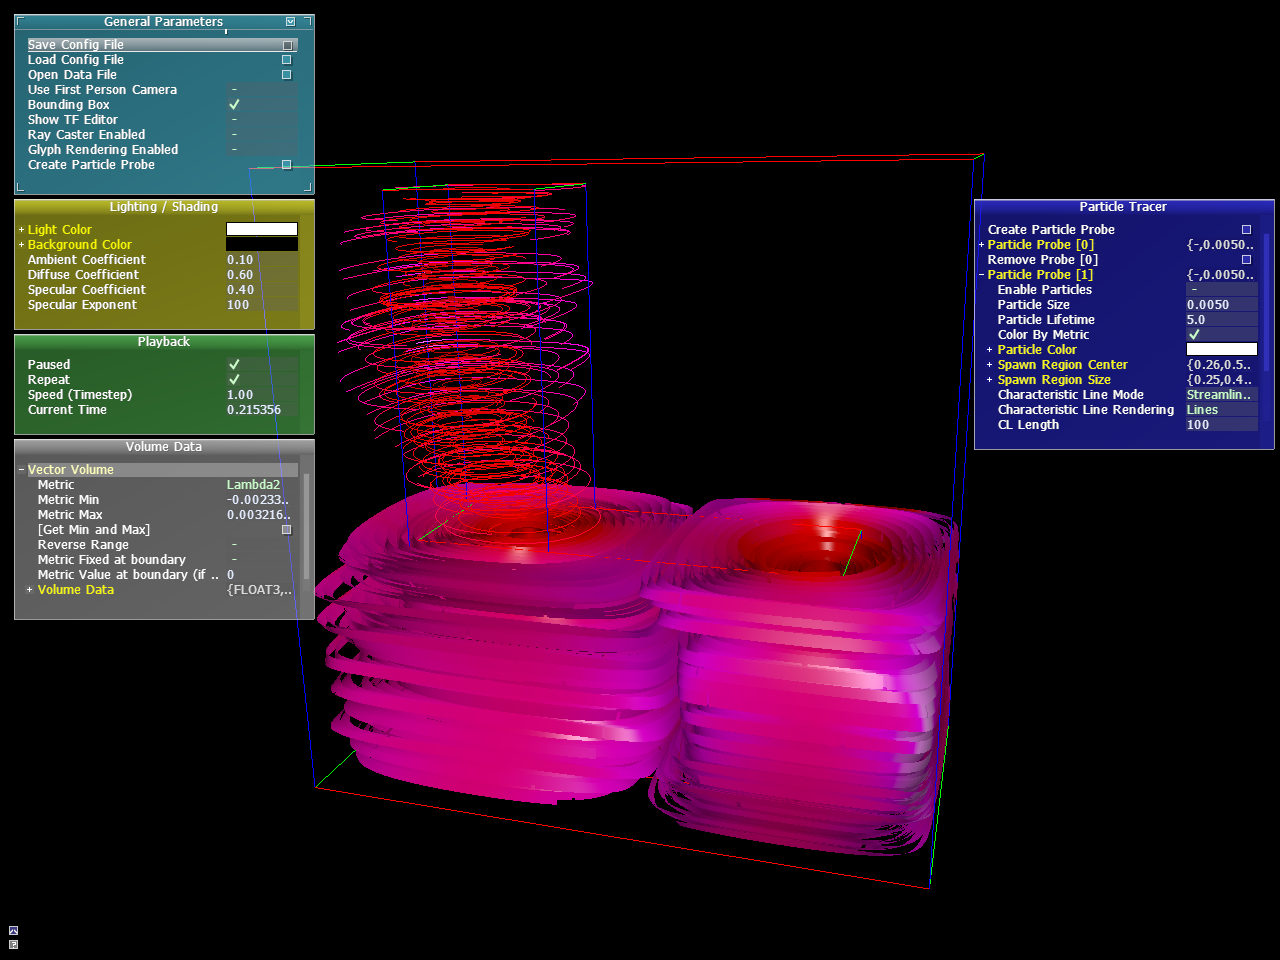 General Parameters
Save Config File
Load Config File
Open Data File
Use First Person Camera -
Bounding Box
Show TF Editor -
Ray Caster Enabled -
Glyph Rendering Enabled -
Create Particle Probe
Lighting / Shading
+ Light Color
+ Background Color
Ambient Coefficient 0.10
Diffuse Coefficient 0.60
Specular Coefficient 0.40
Specular Exponent 100
Playback
Paused
Repeat
Speed (Timestep) 1.00
Current Time 0.215356
Volume Data
- Vector Volume
Metric Lambda2
Metric Min -0.00233..
Metric Max 0.003216..
[Get Min and Max]
Reverse Range -
Metric Fixed at boundary -
Metric Value at boundary (if .. 0
+ Volume Data {FLOAT3,..
Particle Tracer
Create Particle Probe
+ Particle Probe [0] {-,0.0050..
Remove Probe [0]
- Particle Probe [1] {-,0.0050..
Enable Particles -
Particle Size 0.0050
Particle Lifetime 5.0
Color By Metric
+ Particle Color
+ Spawn Region Center {0.26,0.5..
+ Spawn Region Size {0.25,0.4..
Characteristic Line Mode Streamlin..
Characteristic Line Rendering Lines
CL Length 100
?